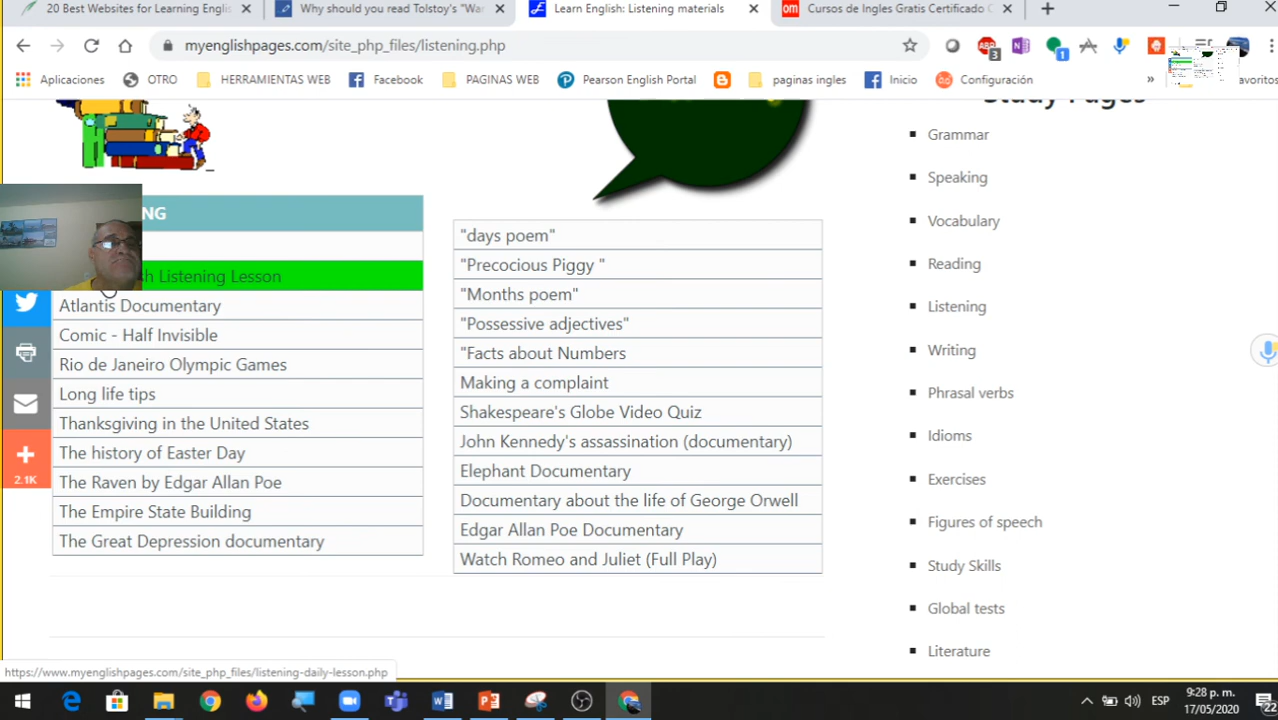 20 Best Websites for Learning Engli
Why should you read Tolstoy's "War
Learn English: Listening materials
Cursos de Ingles Gratis Certificado
myenglishpages.com/site_php_files/listening.php
Aplicaciones
OTRO
HERRAMIENTAS WEB
Facebook
PAGINAS WEB
Pearson English Portal
paginas ingles
Inicio
Configuración
»
avoritos
Study Pages
NG
sh Listening Lesson
Atlantis Documentary
Comic - Half Invisible
Rio de Janeiro Olympic Games
Long life tips
Thanksgiving in the United States
The history of Easter Day
The Raven by Edgar Allan Poe
The Empire State Building
The Great Depression documentary
2.1K
"days poem"
"Precocious Piggy "
"Months poem"
"Possessive adjectives"
"Facts about Numbers
Making a complaint
Shakespeare's Globe Video Quiz
John Kennedy's assassination (documentary)
Elephant Documentary
Documentary about the life of George Orwell
Edgar Allan Poe Documentary
Watch Romeo and Juliet (Full Play)
Grammar
Speaking
Vocabulary
Reading
Listening
Writing
Phrasal verbs
Idioms
Exercises
Figures of speech
Study Skills
Global tests
Literature
https://www.myenglishpages.com/site_php_files/listening-daily-lesson.php
ESP
9:28 p. m.
17/05/2020
22